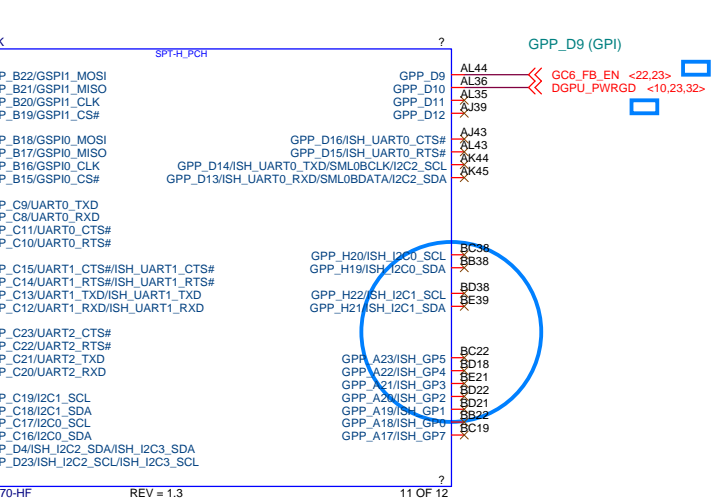 K ? GPP_D9 (GPI)
SPT-H_PCH
P_B22/GSPI1_MOSI GPP_D9 AL44 GC6_FB_EN <22,23>
P_B21/GSPI1_MISO GPP_D10 AL36 DGPU_PWRGD <10,23,32>
P_B20/GSPI1_CLK GPP_D11 AL35
P_B19/GSPI1_CS# GPP_D12 AJ39
P_B18/GSPI0_MOSI GPP_D16/ISH_UART0_CTS# AJ43
P_B17/GSPI0_MISO GPP_D15/ISH_UART0_RTS# AL43
P_B16/GSPI0_CLK GPP_D14/ISH_UART0_TXD/SML0BCLK/I2C2_SCL AK44
P_B15/GSPI0_CS# GPP_D13/ISH_UART0_RXD/SML0BDATA/I2C2_SDA AK45
P_C9/UART0_TXD
P_C8/UART0_RXD
P_C11/UART0_CTS#
P_C10/UART0_RTS#
GPP_H20/ISH_I2C0_SCL BC38
P_C15/UART1_CTS#/ISH_UART1_CTS# GPP_H19/ISH_I2C0_SDA BB38
P_C14/UART1_RTS#/ISH_UART1_RTS#
P_C13/UART1_TXD/ISH_UART1_TXD GPP_H22/ISH_I2C1_SCL BD38
P_C12/UART1_RXD/ISH_UART1_RXD GPP_H21/ISH_I2C1_SDA BE39
P_C23/UART2_CTS#
P_C22/UART2_RTS#
P_C21/UART2_TXD GPP_A23/ISH_GP5 BC22
P_C20/UART2_RXD GPP_A22/ISH_GP4 BD18
GPP_A21/ISH_GP3 BE21
P_C19/I2C1_SCL GPP_A20/ISH_GP2 BD22
P_C18/I2C1_SDA GPP_A19/ISH_GP1 BD21
P_C17/I2C0_SCL GPP_A18/ISH_GP0 BB22
P_C16/I2C0_SDA GPP_A17/ISH_GP7 BC19
P_D4/ISH_I2C2_SDA/ISH_I2C3_SDA
P_D23/ISH_I2C2_SCL/ISH_I2C3_SCL
?
70-HF REV = 1.3 11 OF 12